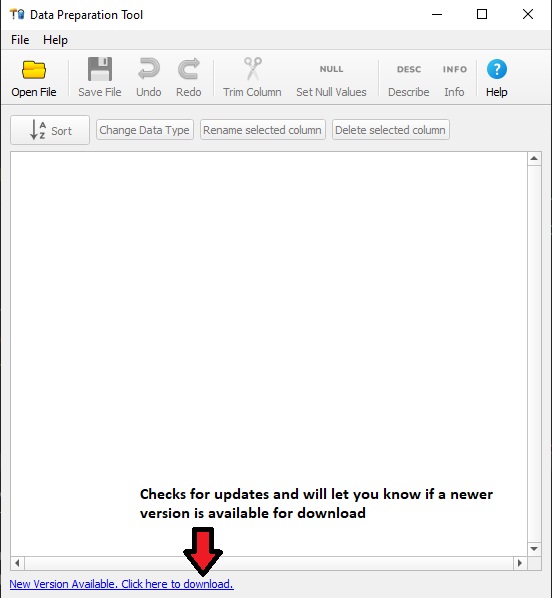 Data Preparation Tool
File Help
NULL DESC INFO ?
Open File Save File Undo Redo Trim Column Set Null Values Describe Info Help
A
Z Sort Change Data Type Rename selected column Delete selected column
Checks for updates and will let you know if a newer
version is available for download
New Version Available. Click here to download.